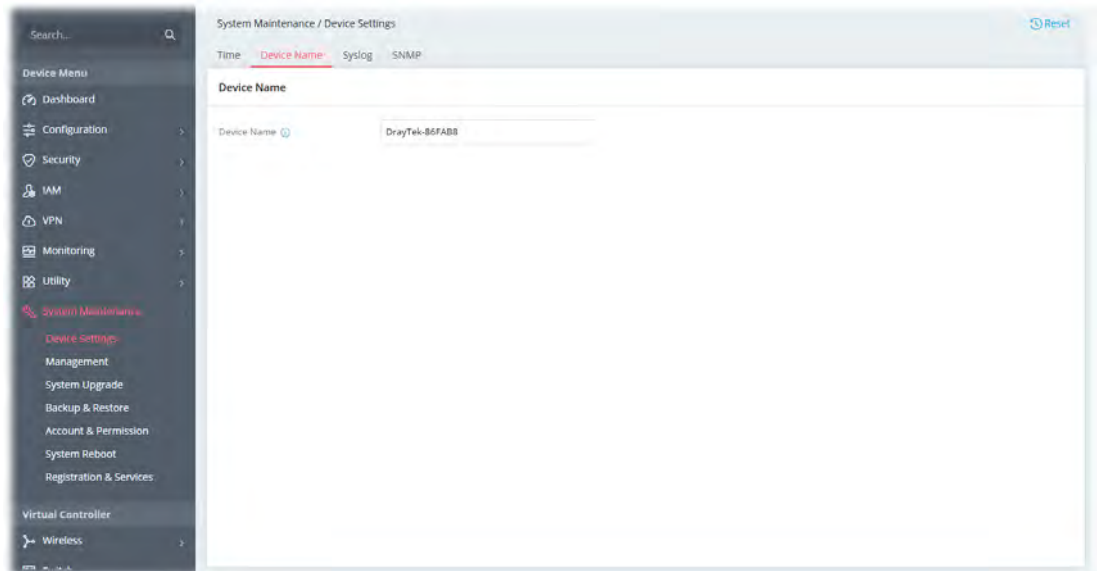 Search...
System Maintenance / Device Settings
Reset
Time Device Name Syslog SNMP
Device Menu
Device Name
Dashboard
Configuration
Device Name
DrayTek-86FAB8
Security
IAM
VPN
Monitoring
Utility
System Maintenance
Device Settings
Management
System Upgrade
Backup & Restore
Account & Permission
System Reboot
Registration & Services
Virtual Controller
Wireless